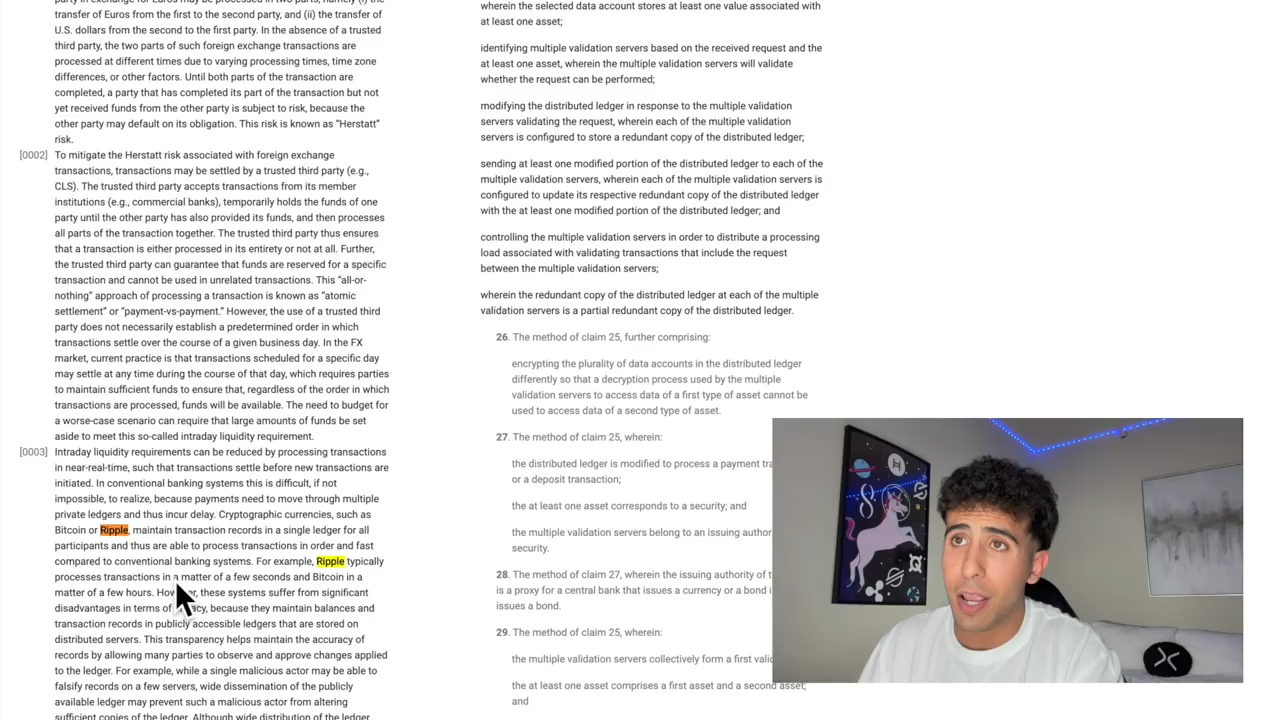 party in exchange for Euros may be processed in two parts, namely (i) the
transfer of Euros from the first to the second party, and (ii) the transfer of
U.S. dollars from the second to the first party. In the absence of a trusted
third party, the two parts of such foreign exchange transactions are
processed at different times due to varying processing times, time zone
differences, or other factors. Until both parts of the transaction are
completed, a party that has completed its part of the transaction but not
yet received funds from the other party is subject to risk, because the
other party may default on its obligation. This risk is known as “Herstatt”
risk.
[0002] To mitigate the Herstatt risk associated with foreign exchange
transactions, transactions may be settled by a trusted third party (e.g.,
CLS). The trusted third party accepts transactions from its member
institutions (e.g., commercial banks), temporarily holds the funds of one
party until the other party has also provided its funds, and then processes
all parts of the transaction together. The trusted third party thus ensures
that a transaction is either processed in its entirety or not at all. Further,
the trusted third party can guarantee that funds are reserved for a specific
transaction and cannot be used in unrelated transactions. This “all-or-
nothing” approach of processing a transaction is known as “atomic
settlement” or “payment-vs-payment.” However, the use of a trusted third
party does not necessarily establish a predetermined order in which
transactions settle over the course of a given business day. In the FX
market, current practice is that transactions scheduled for a specific day
may settle at any time during the course of that day, which requires parties
to maintain sufficient funds to ensure that, regardless of the order in which
transactions are processed, funds will be available. The need to budget for
a worse-case scenario can require that large amounts of funds be set
aside to meet this so-called intraday liquidity requirement.
[0003] Intraday liquidity requirements can be reduced by processing transactions
in near-real-time, such that transactions settle before new transactions are
initiated. In conventional banking systems this is difficult, if not
impossible, to realize, because payments need to move through multiple
private ledgers and thus incur delay. Cryptographic currencies, such as
Bitcoin or Ripple, maintain transaction records in a single ledger for all
participants and thus are able to process transactions in order and fast
compared to conventional banking systems. For example, Ripple typically
processes transactions in a matter of a few seconds and Bitcoin in a
matter of a few hours. these systems suffer from significant
disadvantages in terms of because they maintain balances and
transaction records in publicly accessible ledgers that are stored on
distributed servers. This transparency helps maintain the accuracy of
records by allowing many parties to observe and approve changes applied
to the ledger. For example, while a single malicious actor may be able to
falsify records on a few servers, wide dissemination of the publicly
available ledger may prevent such a malicious actor from altering
sufficient copies of the ledger. Although wide distribution of the ledger
wherein the selected data account stores at least one value associated with
at least one asset;
identifying multiple validation servers based on the received request and the
at least one asset, wherein the multiple validation servers will validate
whether the request can be performed;
modifying the distributed ledger in response to the multiple validation
servers validating the request, wherein each of the multiple validation
servers is configured to store a redundant copy of the distributed ledger;
sending at least one modified portion of the distributed ledger to each of the
multiple validation servers, wherein each of the multiple validation servers is
configured to update its respective redundant copy of the distributed ledger
with the at least one modified portion of the distributed ledger; and
controlling the multiple validation servers in order to distribute a processing
load associated with validating transactions that include the request
between the multiple validation servers;
wherein the redundant copy of the distributed ledger at each of the multiple
validation servers is a partial redundant copy of the distributed ledger.
26. The method of claim 25, further comprising:
encrypting the plurality of data accounts in the distributed ledger
differently so that a decryption process used by the multiple
validation servers to access data of a first type of asset cannot be
used to access data of a second type of asset.
27. The method of claim 25, wherein:
the distributed ledger is modified to process a payment
or a deposit transaction;
the at least one asset corresponds to a security; and
the multiple validation servers belong to an issuing
security.
28. The method of claim 27, wherein the issuing authority of
is a proxy for a central bank that issues a currency or a bond
issues a bond.
29. The method of claim 25, wherein:
the multiple validation servers collectively form a first
the at least one asset comprises a first asset and a second asset;
and